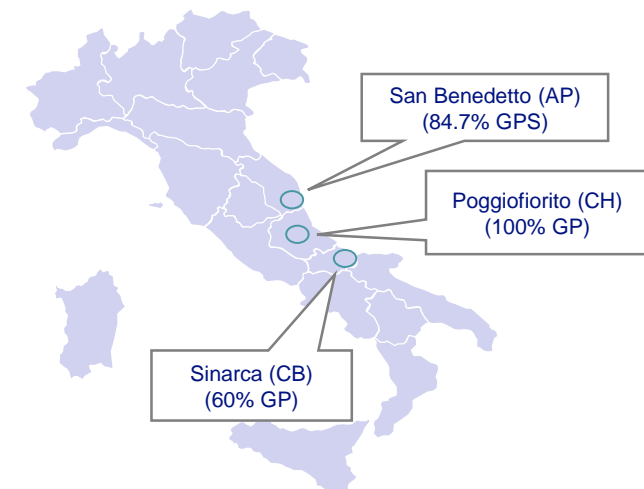 San Benedetto (AP)
(84.7% GPS)
Poggiofiorito (CH)
(100% GP)
Sinarca (CB)
(60% GP)